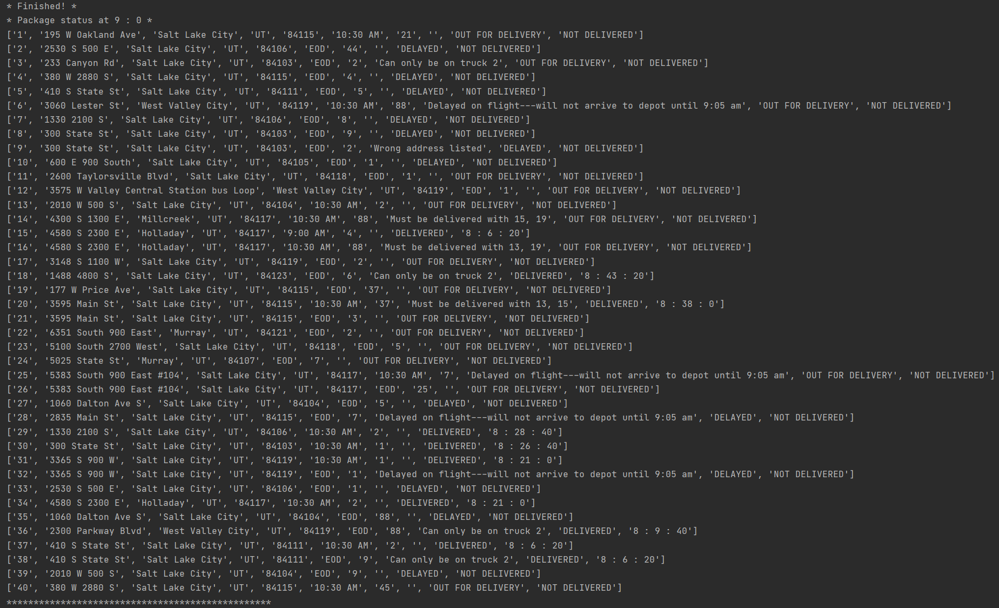 * Finished! *
* Package status at 9 : 0 *
['1', '195 W Oakland Ave', 'Salt Lake City', 'UT', '84115', '10:30 AM', '21', '', 'OUT FOR DELIVERY', 'NOT DELIVERED']
['2', '2530 S 500 E', 'Salt Lake City', 'UT', '84106', 'EOD', '44', '', 'DELAYED', 'NOT DELIVERED']
['3', '233 Canyon Rd', 'Salt Lake City', 'UT', '84103', 'EOD', '2', 'Can only be on truck 2', 'OUT FOR DELIVERY', 'NOT DELIVERED']
['4', '380 W 2880 S', 'Salt Lake City', 'UT', '84115', 'EOD', '4', '', 'DELAYED', 'NOT DELIVERED']
['5', '410 S State St', 'Salt Lake City', 'UT', '84111', 'EOD', '5', '', 'DELAYED', 'NOT DELIVERED']
['6', '3060 Lester St', 'West Valley City', 'UT', '84119', '10:30 AM', '88', 'Delayed on flight---will not arrive to depot until 9:05 am', 'OUT FOR DELIVERY', 'NOT DELIVERED']
['7', '1330 2100 S', 'Salt Lake City', 'UT', '84106', 'EOD', '8', '', 'DELAYED', 'NOT DELIVERED']
['8', '300 State St', 'Salt Lake City', 'UT', '84103', 'EOD', '9', '', 'DELAYED', 'NOT DELIVERED']
['9', '300 State St', 'Salt Lake City', 'UT', '84103', 'EOD', '2', 'Wrong address listed', 'DELAYED', 'NOT DELIVERED']
['10', '600 E 900 South', 'Salt Lake City', 'UT', '84105', 'EOD', '1', '', 'DELAYED', 'NOT DELIVERED']
['11', '2600 Taylorsville Blvd', 'Salt Lake City', 'UT', '84118', 'EOD', '1', '', 'OUT FOR DELIVERY', 'NOT DELIVERED']
['12', '3575 W Valley Central Station bus Loop', 'West Valley City', 'UT', '84119', 'EOD', '1', '', 'OUT FOR DELIVERY', 'NOT DELIVERED']
['13', '2010 W 500 S', 'Salt Lake City', 'UT', '84104', '10:30 AM', '2', '', 'OUT FOR DELIVERY', 'NOT DELIVERED']
['14', '4300 S 1300 E', 'Millcreek', 'UT', '84117', '10:30 AM', '88', 'Must be delivered with 15, 19', 'OUT FOR DELIVERY', 'NOT DELIVERED']
['15', '4580 S 2300 E', 'Holladay', 'UT', '84117', '9:00 AM', '4', '', 'DELIVERED', '8 : 6 : 20']
['16', '4580 S 2300 E', 'Holladay', 'UT', '84117', '10:30 AM', '88', 'Must be delivered with 13, 19', 'OUT FOR DELIVERY', 'NOT DELIVERED']
['17', '3148 S 1100 W', 'Salt Lake City', 'UT', '84119', 'EOD', '2', '', 'OUT FOR DELIVERY', 'NOT DELIVERED']
['18', '1488 4800 S', 'Salt Lake City', 'UT', '84123', 'EOD', '6', 'Can only be on truck 2', 'DELIVERED', '8 : 43 : 20']
['19', '177 W Price Ave', 'Salt Lake City', 'UT', '84115', 'EOD', '37', '', 'OUT FOR DELIVERY', 'NOT DELIVERED']
['20', '3595 Main St', 'Salt Lake City', 'UT', '84115', '10:30 AM', '37', 'Must be delivered with 13, 15', 'DELIVERED', '8 : 38 : 0']
['21', '3595 Main St', 'Salt Lake City', 'UT', '84115', 'EOD', '3', '', 'OUT FOR DELIVERY', 'NOT DELIVERED']
['22', '6351 South 900 East', 'Murray', 'UT', '84121', 'EOD', '2', '', 'OUT FOR DELIVERY', 'NOT DELIVERED']
['23', '5100 South 2700 West', 'Salt Lake City', 'UT', '84118', 'EOD', '5', '', 'OUT FOR DELIVERY', 'NOT DELIVERED']
['24', '5025 State St', 'Murray', 'UT', '84107', 'EOD', '7', '', 'OUT FOR DELIVERY', 'NOT DELIVERED']
['25', '5383 South 900 East #104', 'Salt Lake City', 'UT', '84117', '10:30 AM', '7', 'Delayed on flight---will not arrive to depot until 9:05 am', 'OUT FOR DELIVERY', 'NOT DELIVERED']
['26', '5383 South 900 East #104', 'Salt Lake City', 'UT', '84117', 'EOD', '25', '', 'OUT FOR DELIVERY', 'NOT DELIVERED']
['27', '1060 Dalton Ave S', 'Salt Lake City', 'UT', '84104', 'EOD', '5', '', 'DELAYED', 'NOT DELIVERED']
['28', '2835 Main St', 'Salt Lake City', 'UT', '84115', 'EOD', '7', 'Delayed on flight---will not arrive to depot until 9:05 am', 'DELAYED', 'NOT DELIVERED']
['29', '1330 2100 S', 'Salt Lake City', 'UT', '84106', '10:30 AM', '2', '', 'DELIVERED', '8 : 28 : 40']
['30', '300 State St', 'Salt Lake City', 'UT', '84103', '10:30 AM', '1', '', 'DELIVERED', '8 : 26 : 40']
['31', '3365 S 900 W', 'Salt Lake City', 'UT', '84119', '10:30 AM', '1', '', 'DELIVERED', '8 : 21 : 0']
['32', '3365 S 900 W', 'Salt Lake City', 'UT', '84119', 'EOD', '1', 'Delayed on flight---will not arrive to depot until 9:05 am', 'DELAYED', 'NOT DELIVERED']
['33', '2530 S 500 E', 'Salt Lake City', 'UT', '84106', 'EOD', '1', '', 'DELAYED', 'NOT DELIVERED']
['34', '4580 S 2300 E', 'Holladay', 'UT', '84117', '10:30 AM', '2', '', 'DELIVERED', '8 : 21 : 0']
['35', '1060 Dalton Ave S', 'Salt Lake City', 'UT', '84104', 'EOD', '88', '', 'DELAYED', 'NOT DELIVERED']
['36', '2300 Parkway Blvd', 'West Valley City', 'UT', '84119', 'EOD', '88', 'Can only be on truck 2', 'DELIVERED', '8 : 9 : 40']
['37', '410 S State St', 'Salt Lake City', 'UT', '84111', '10:30 AM', '2', '', 'DELIVERED', '8 : 6 : 20']
['38', '410 S State St', 'Salt Lake City', 'UT', '84111', 'EOD', '9', 'Can only be on truck 2', 'DELIVERED', '8 : 6 : 20']
['39', '2010 W 500 S', 'Salt Lake City', 'UT', '84104', 'EOD', '9', '', 'DELAYED', 'NOT DELIVERED']
['40', '380 W 2880 S', 'Salt Lake City', 'UT', '84115', '10:30 AM', '45', '', 'OUT FOR DELIVERY', 'NOT DELIVERED']
*************************************************